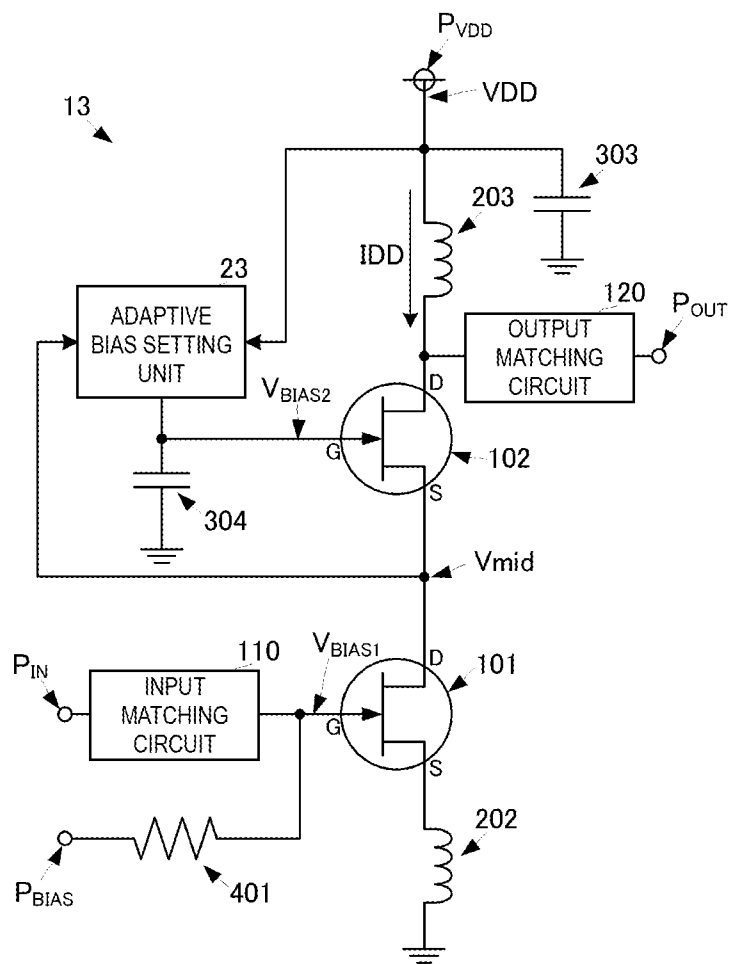 P_VDD
VDD
13
303
203
IDD
23
ADAPTIVE
BIAS SETTING
UNIT
120
P_OUT
OUTPUT
MATCHING
CIRCUIT
D
V_BIAS2
G
102
S
304
Vmid
P_IN
110
V_BIAS1
D
101
INPUT
MATCHING
CIRCUIT
G
S
202
P_BIAS
401